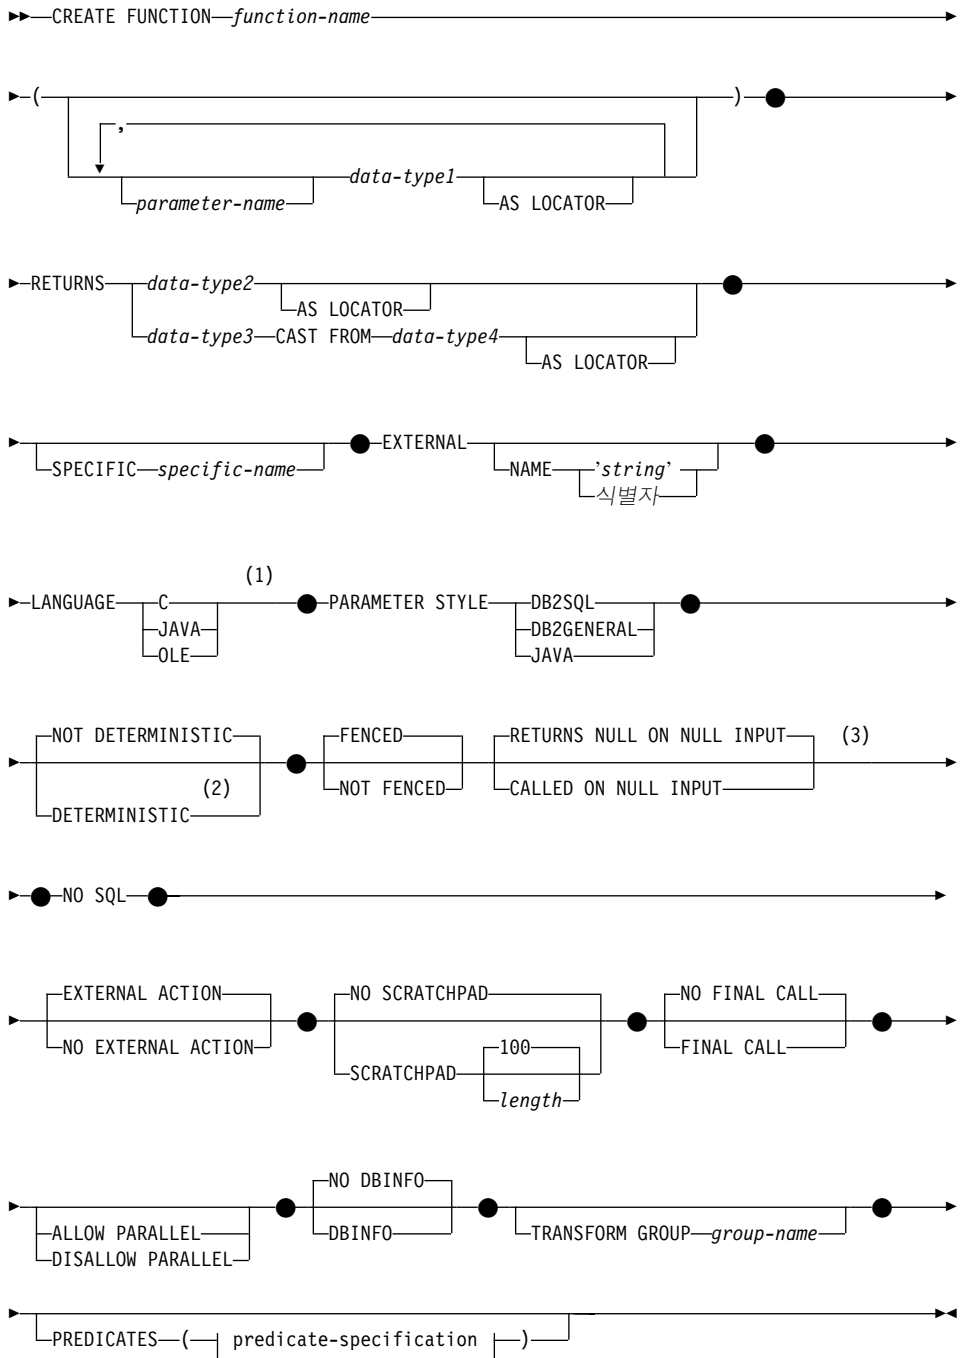 CREATE FUNCTION function-name
( )
,
data-type1
parameter-name AS LOCATOR
RETURNS data-type2
AS LOCATOR
data-type3 CAST FROM data-type4
AS LOCATOR
EXTERNAL
SPECIFIC specific-name NAME 'string'
식별자
(1)
LANGUAGE C PARAMETER STYLE DB2SQL
JAVA DB2GENERAL
OLE JAVA
NOT DETERMINISTIC FENCED RETURNS NULL ON NULL INPUT (3)
(2) NOT FENCED CALLED ON NULL INPUT
DETERMINISTIC
NO SQL
EXTERNAL ACTION NO SCRATCHPAD NO FINAL CALL
NO EXTERNAL ACTION 100 FINAL CALL
SCRATCHPAD
length
NO DBINFO
ALLOW PARALLEL DBINFO TRANSFORM GROUP group-name
DISALLOW PARALLEL
PREDICATES ( predicate-specification )